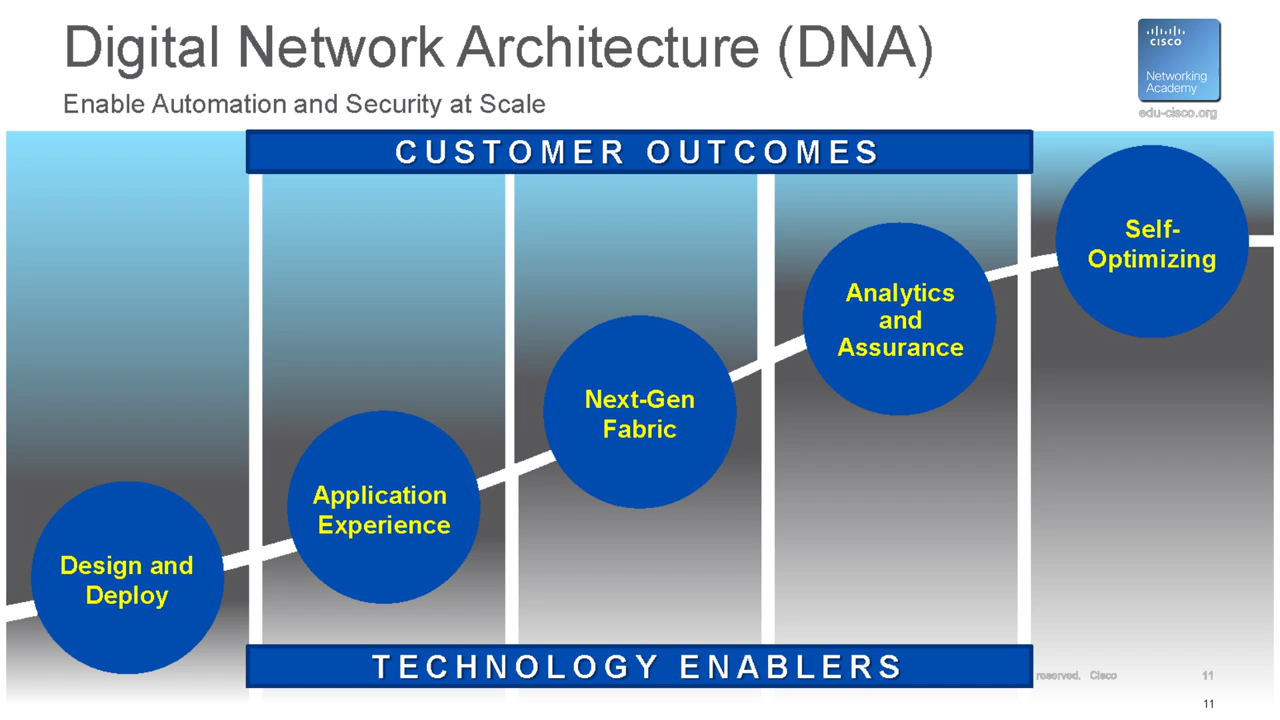 Digital Network Architecture (DNA)
Enable Automation and Security at Scale
CISCO
Networking
Academy
edu-cisco.org
CUSTOMER OUTCOMES
Self-
Optimizing
Analytics
and
Assurance
Next-Gen
Fabric
Application
Experience
Design and
Deploy
TECHNOLOGY ENABLERS
reserved. Cisco 11
11